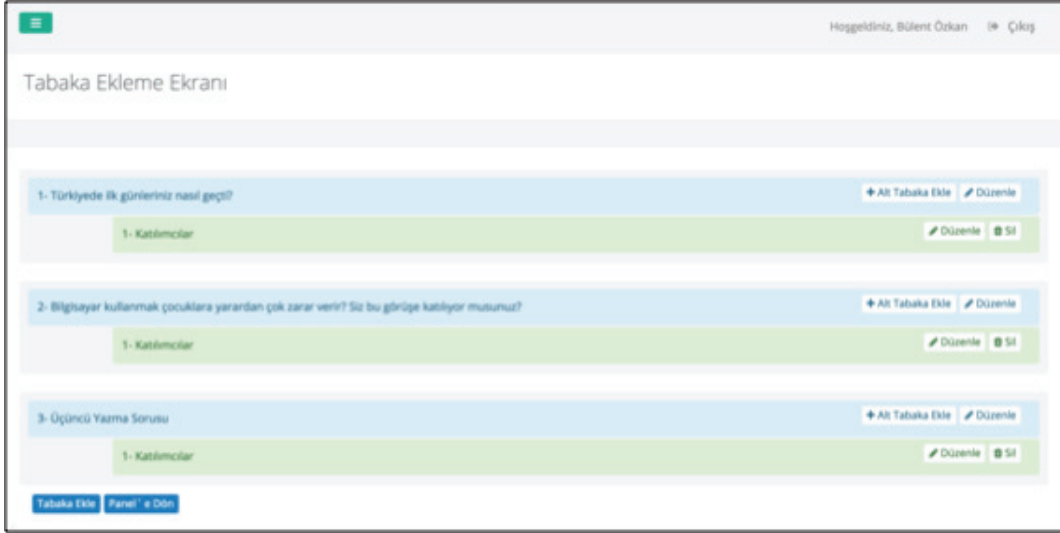 Hoşgeldiniz, Bülent Özkan Çıkış
Tabaka Ekleme Ekranı
1- Türkiyede ilk günleriniz nasıl geçti? Alt Tabaka Ekle Düzenle
1- Katılımcılar Düzenle Sil
2- Bilgisayar kullanmak çocuklara yarardan çok zarar verir? Siz bu görüşe katılıyor musunuz? Alt Tabaka Ekle Düzenle
1- Katılımcılar Düzenle Sil
3- Üçüncü Yazma Sorusu Alt Tabaka Ekle Düzenle
1- Katılımcılar Düzenle Sil
Tabaka Ekle Panel` e Dön